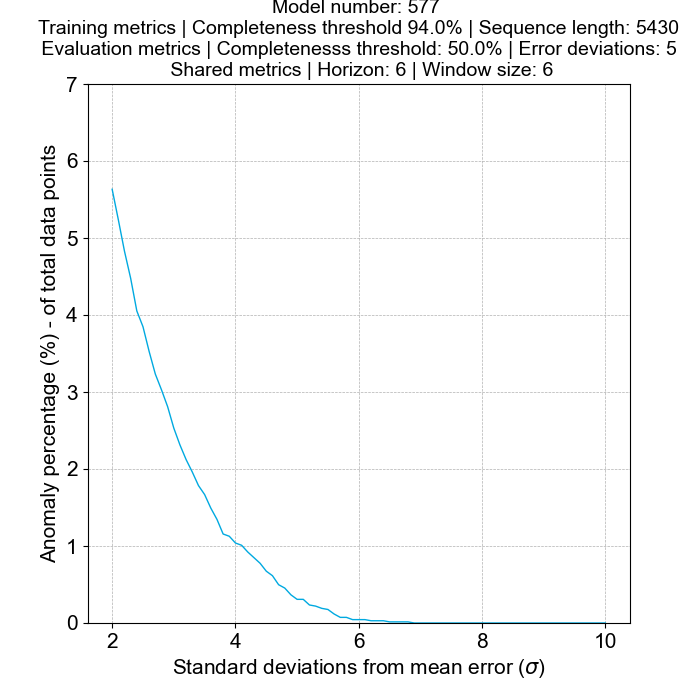 Model number: 577
Training metrics | Completeness threshold 94.0% | Sequence length: 5430
Evaluation metrics | Completenesss threshold: 50.0% | Error deviations: 5
Shared metrics | Horizon: 6 | Window size: 6
Anomaly percentage (%) - of total data points
7
6
5
4
3
2
1
0
2 4 6 8 10
Standard deviations from mean error (σ)